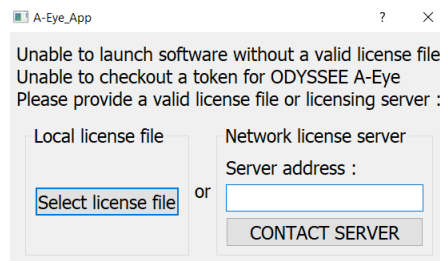 A-Eye_App ? ×
Unable to launch software without a valid license file
Unable to checkout a token for ODYSSEE A-Eye
Please provide a valid license file or licensing server :
Local license file
Select license file
or
Network license server
Server address :
CONTACT SERVER